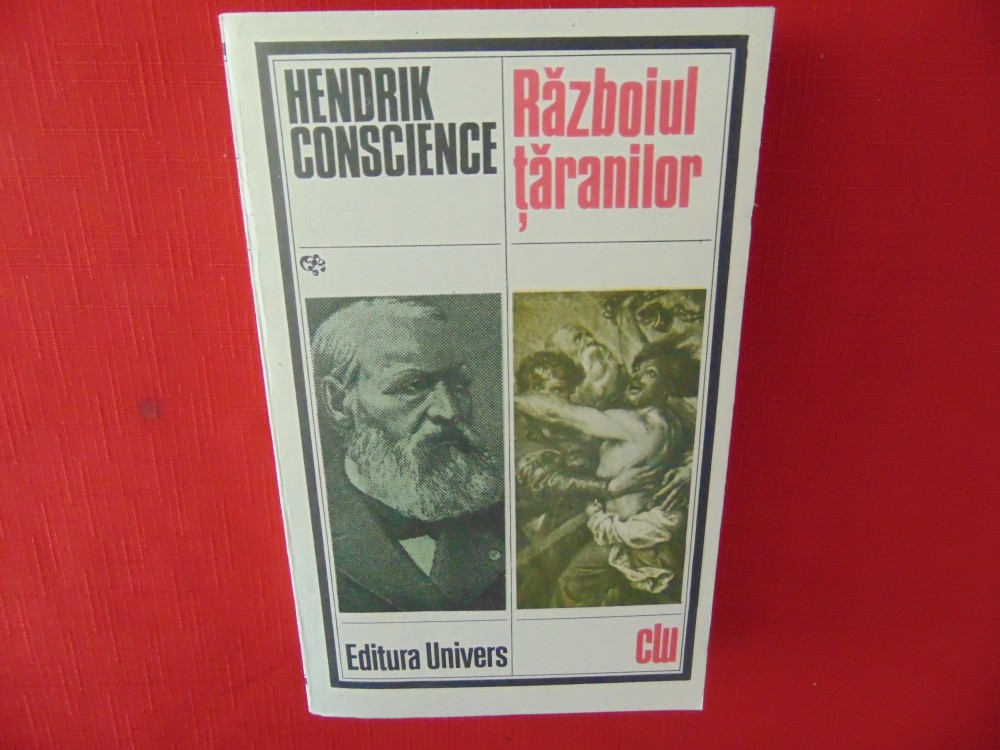 HENDRIK
CONSCIENCE
Războiul
țăranilor
Editura Univers
clu